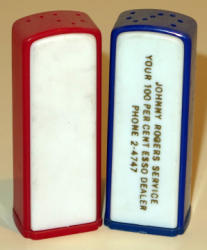 JOHNNY ROGERS SERVICE
YOUR 100 PER CENT ESSO DEALER
PHONE 2-4747